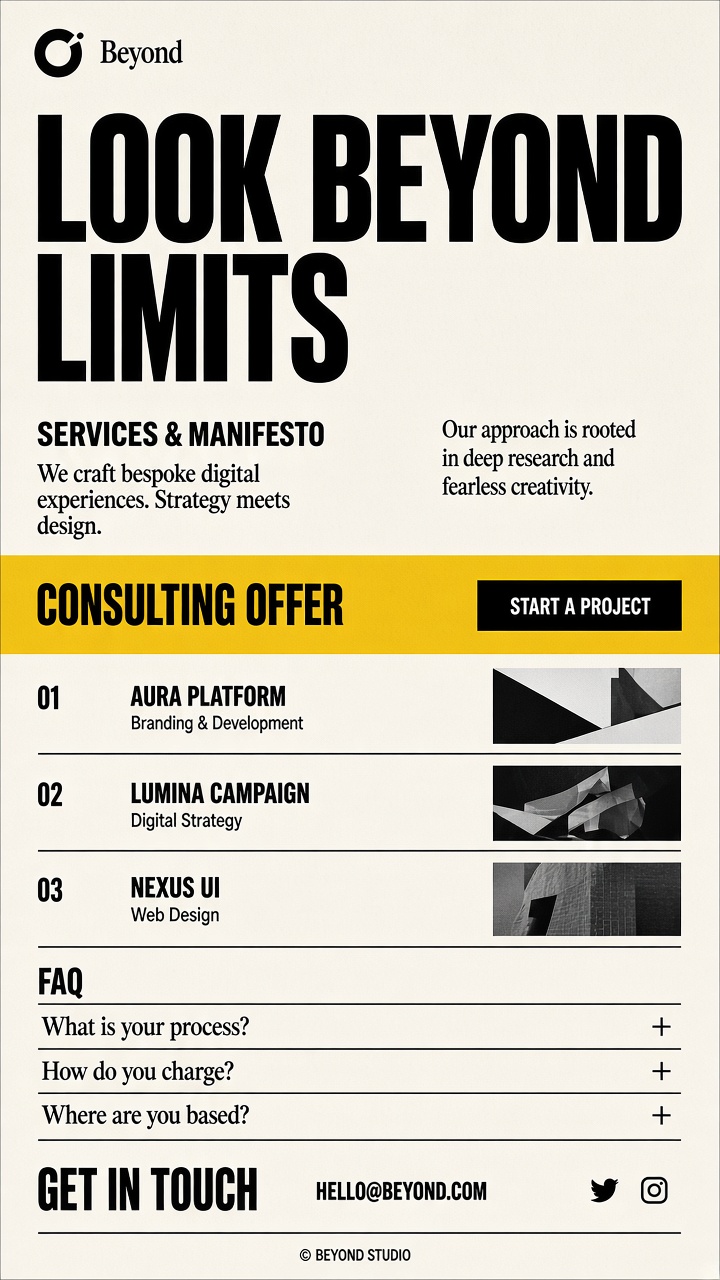 Beyond
LOOK BEYOND
LIMITS
SERVICES & MANIFESTO
We craft bespoke digital
experiences. Strategy meets
design.
Our approach is rooted
in deep research and
fearless creativity.
CONSULTING OFFER
START A PROJECT
01
AURA PLATFORM
Branding & Development
02
LUMINA CAMPAIGN
Digital Strategy
03
NEXUS UI
Web Design
FAQ
What is your process?
How do you charge?
Where are you based?
GET IN TOUCH
HELLO@BEYOND.COM
© BEYOND STUDIO